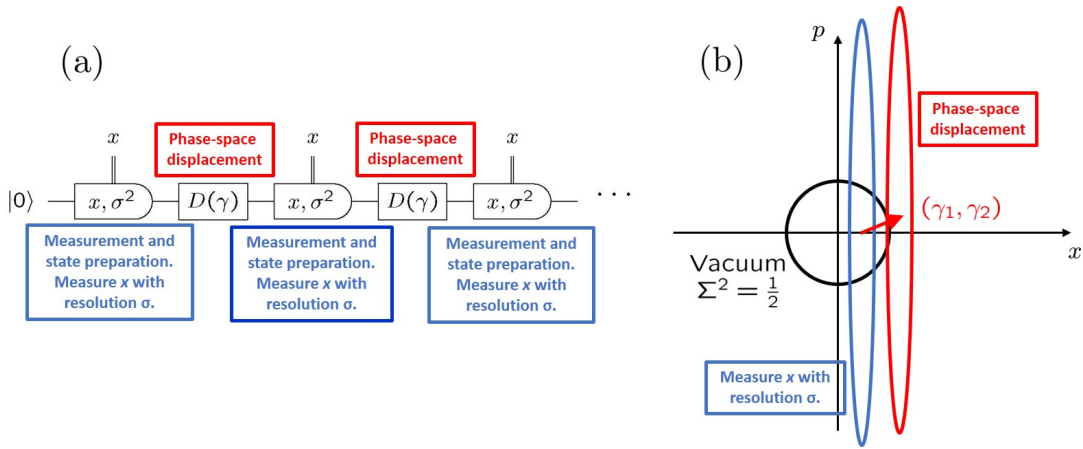 (a)
x
Phase-space
displacement
x
Phase-space
displacement
x
|0⟩
x, σ²
D(γ)
x, σ²
D(γ)
x, σ²
· · ·
Measurement and
state preparation.
Measure x with
resolution σ.
Measurement and
state preparation.
Measure x with
resolution σ.
Measurement and
state preparation.
Measure x with
resolution σ.
(b)
p
Phase-space
displacement
(γ₁, γ₂)
x
Vacuum
Σ² = ½
Measure x with
resolution σ.